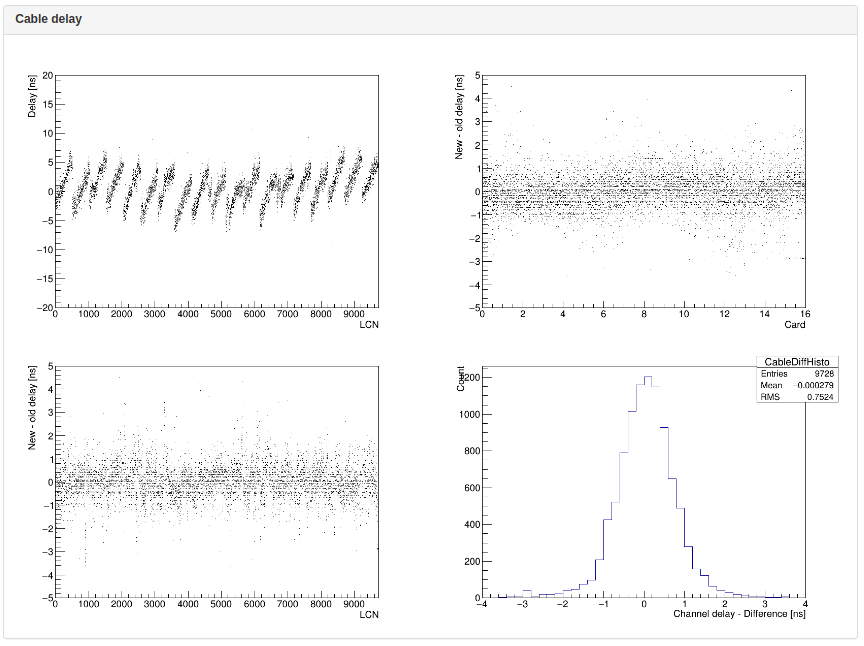 Cable delay
Delay [ns]
20
15
10
5
0
−5
−10
−15
−20
0 1000 2000 3000 4000 5000 6000 7000 8000 9000
LCN
New - old delay [ns]
5
4
3
2
1
0
−1
−2
−3
−4
−5
0 2 4 6 8 10 12 14 16
Card
New - old delay [ns]
5
4
3
2
1
0
−1
−2
−3
−4
−5
0 1000 2000 3000 4000 5000 6000 7000 8000 9000
LCN
CableDiffHisto
Entries 9728
Mean −0.000279
RMS 0.7524
Count
1200
1000
800
600
400
200
0
−4 −3 −2 −1 0 1 2 3 4
Channel delay - Difference [ns]